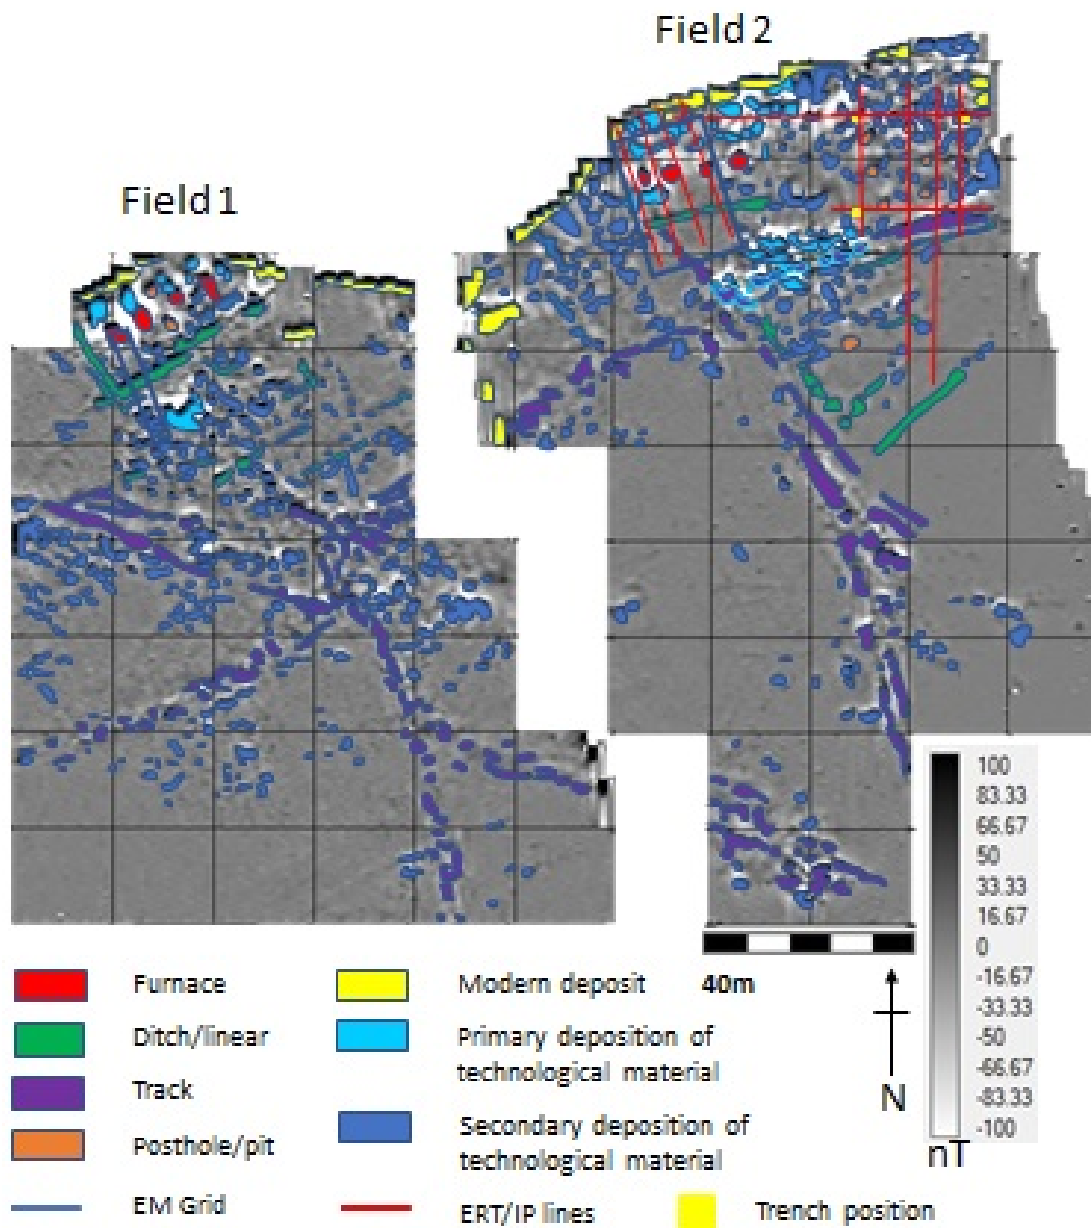 Field 2
Field 1
100
83.33
66.67
50
33.33
16.67
0
-16.67
-33.33
-50
-66.67
-83.33
-100
nT
40m
N
Furnace
Ditch/linear
Track
Posthole/pit
EM Grid
Modern deposit
Primary deposition of
technological material
Secondary deposition of
technological material
ERT/IP lines
Trench position